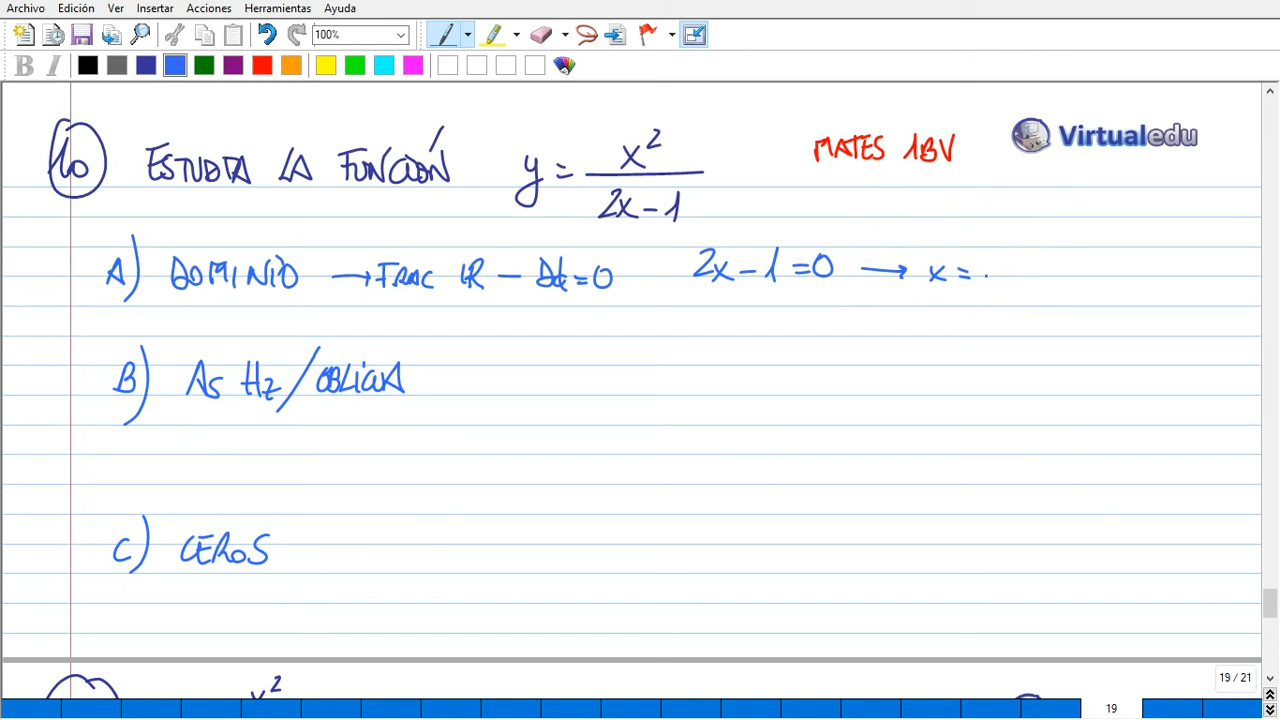 Archivo Edición Ver Insertar Acciones Herramientas Ayuda
100%
10 ESTUDIA LA FUNCIÓN y = x²/(2x-1) MATES 1BV Virtualedu
A) DOMINIO → FRAC ℝ - = 0 2x - 1 = 0 → x =
B) As Hz/OBLICUA
C) CEROS
19 / 21
x²
19